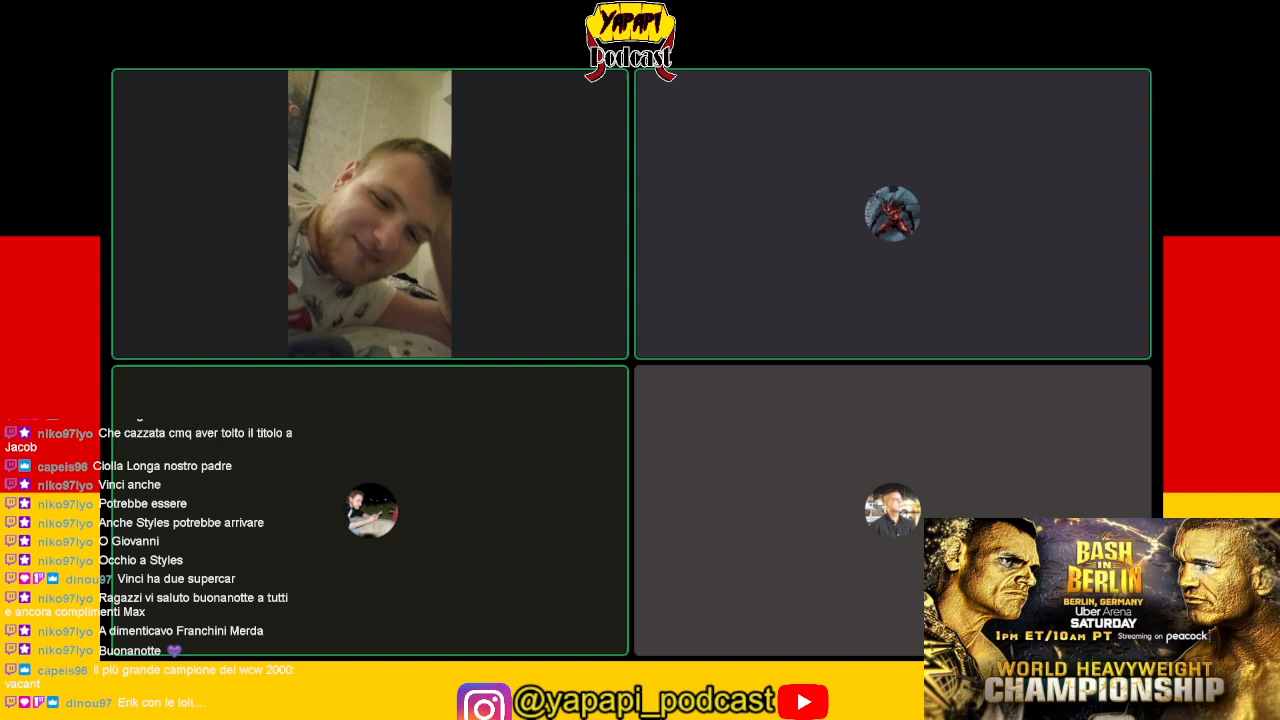 YAPAPI
Podcast
niko97lyo Che cazzata cmq aver tolto il titolo a
Jacob
capeis96 Ciolla Longa nostro padre
niko97lyo Vinci anche
niko97lyo Potrebbe essere
niko97lyo Anche Styles potrebbe arrivare
niko97lyo O Giovanni
niko97lyo Occhio a Styles
dinou97 Vinci ha due supercar
niko97lyo Ragazzi vi saluto buonanotte a tutti
e ancora complimenti Max
niko97lyo A dimenticavo Franchini Merda
niko97lyo Buonanotte 💜
capeis96 il più grande campione del wcw 2000:
vacant
dinou97 Erik con le loli....
@yapapi_podcast
BASH
IN
BERLIN
BERLIN, GERMANY
Uber Arena
SATURDAY
1PM ET/10AM PT Streaming on peacock
WORLD HEAVYWEIGHT
CHAMPIONSHIP